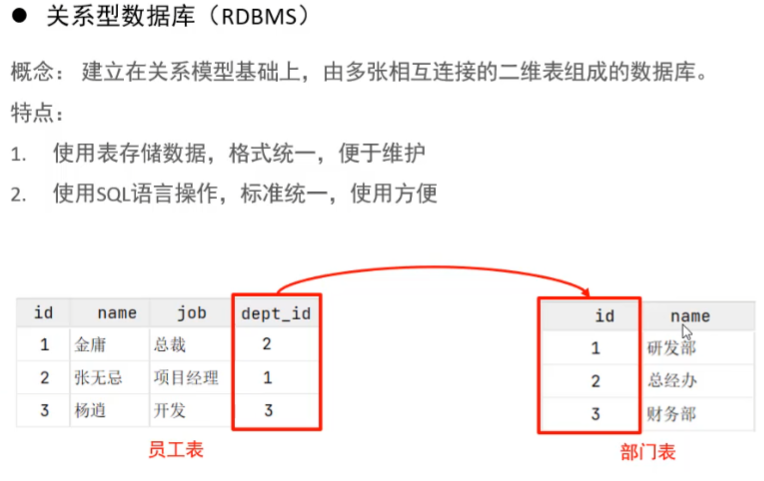 ● 关系型数据库（RDBMS）
概念： 建立在关系模型基础上，由多张相互连接的二维表组成的数据库。
特点：
1. 使用表存储数据，格式统一，便于维护
2. 使用SQL语言操作，标准统一，使用方便
id name job dept_id
1 金庸 总裁 2
2 张无忌 项目经理 1
3 杨逍 开发 3
员工表
id name
1 研发部
2 总经办
3 财务部
部门表